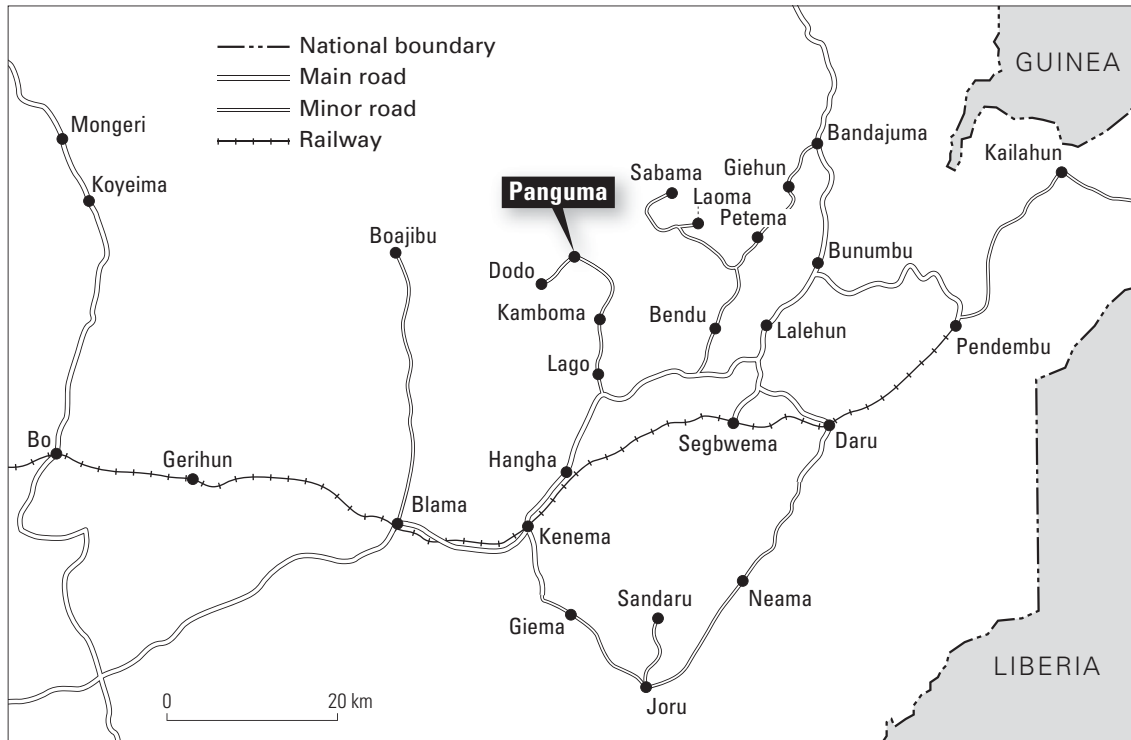 National boundary
GUINEA
Main road
Minor road
Mongeri
Railway
Bandajuma
Kailahun
Koyeima
Sabama
Giehun
Panguma
Laoma
Petema
Boajibu
Bunumbu
Dodo
Kamboma
Bendu
Lalehun
Pendembu
Lago
Bo
Segbwema
Daru
Gerihun
Hangha
Blama
Kenema
Sandaru
Neama
Giema
LIBERIA
0
20 km
Joru